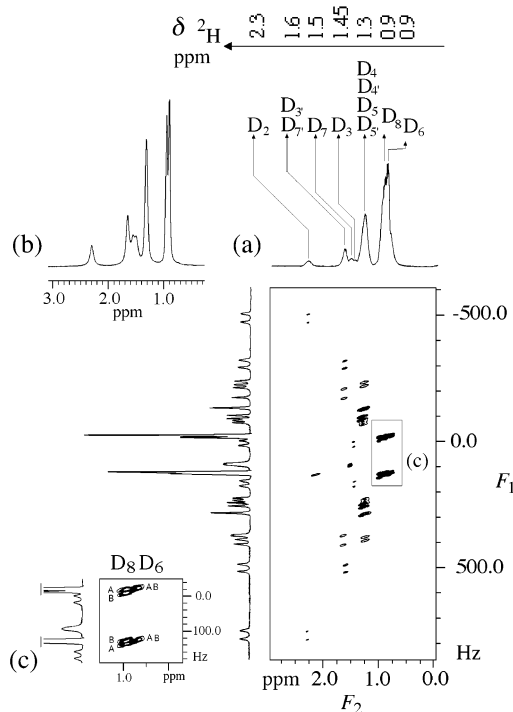 δ ²H
ppm
2.3
1.6
1.5
1.45
1.3
0.9
0.9
D4
D4'
D5
D5'
D3'
D7'
D2
D7
D3
D8
D6
(b)
(a)
3.0 2.0 1.0
ppm
-500.0
0.0
500.0
Hz
F1
(c)
ppm 2.0 1.0 0.0
F2
D8 D6
A
B
AB
B
A
AB
0.0
100.0
Hz
1.0
ppm
(c)